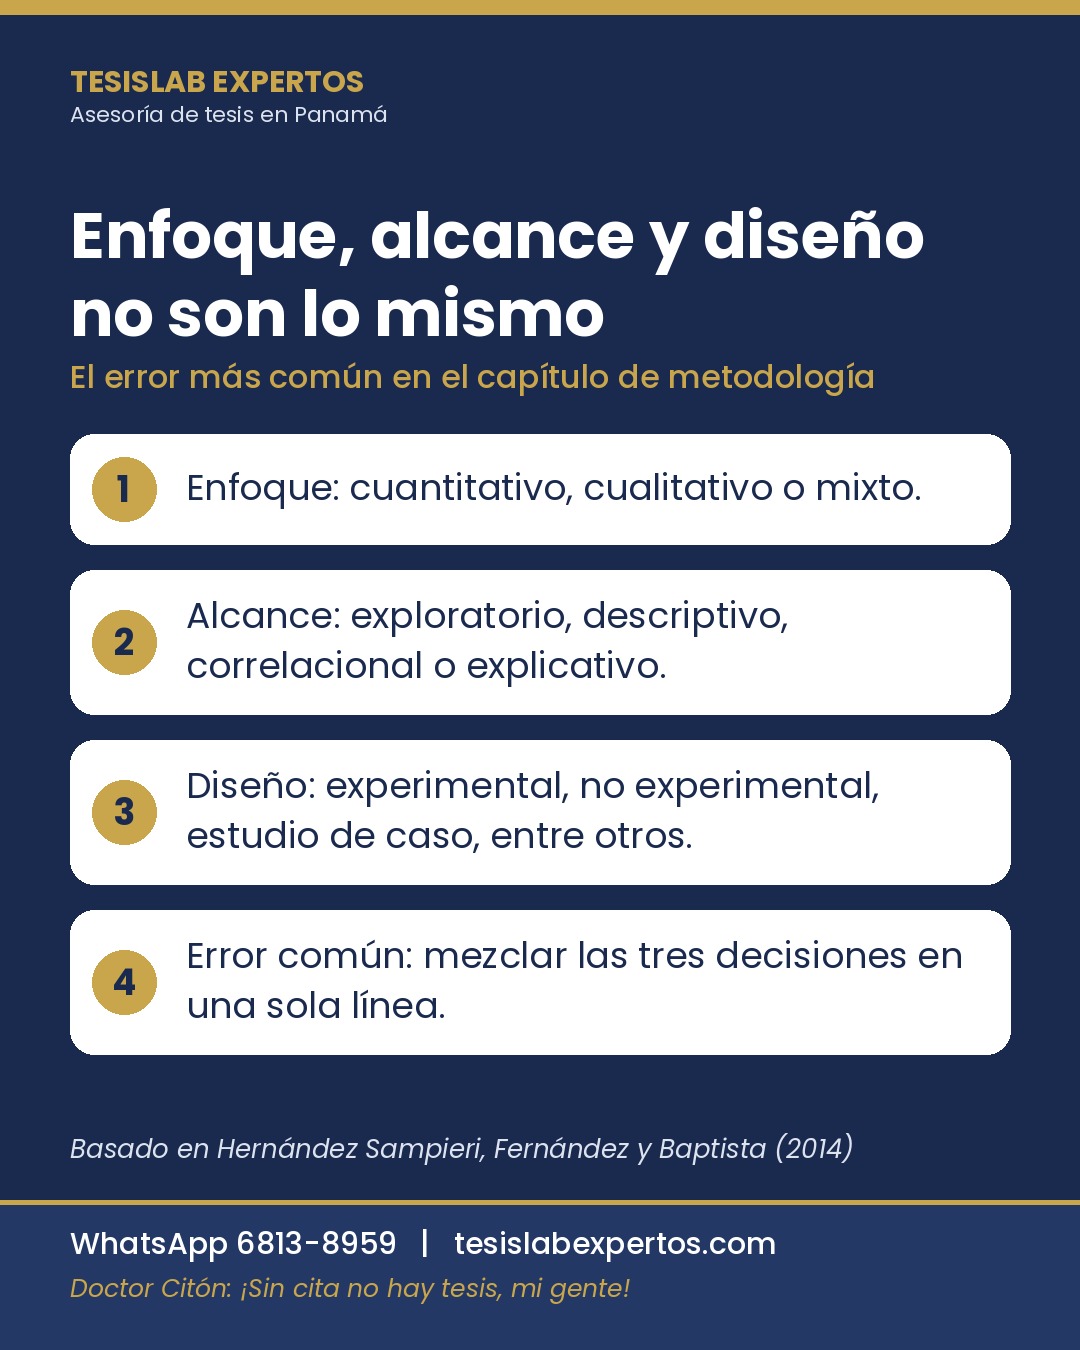 TESISLAB EXPERTOS
Asesoría de tesis en Panamá
Enfoque, alcance y diseño
no son lo mismo
El error más común en el capítulo de metodología
1 Enfoque: cuantitativo, cualitativo o mixto.
2 Alcance: exploratorio, descriptivo,
correlacional o explicativo.
3 Diseño: experimental, no experimental,
estudio de caso, entre otros.
4 Error común: mezclar las tres decisiones en
una sola línea.
Basado en Hernández Sampieri, Fernández y Baptista (2014)
WhatsApp 6813-8959 | tesislabexpertos.com
Doctor Citón: ¡Sin cita no hay tesis, mi gente!